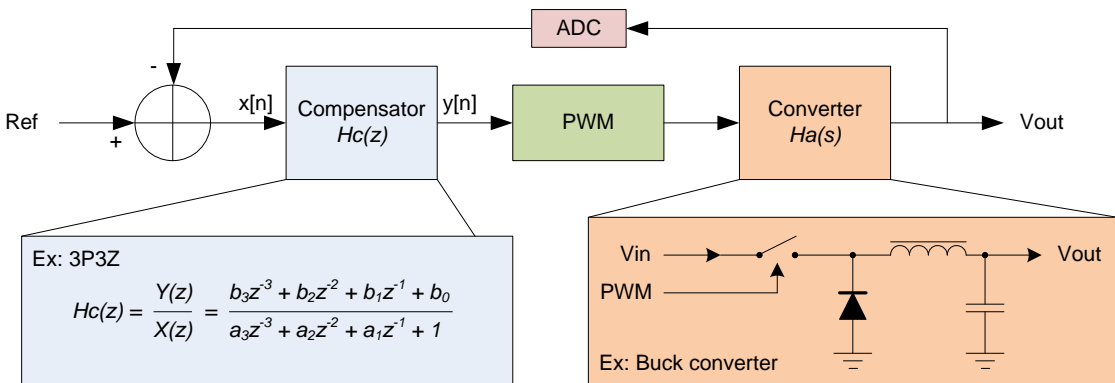 ADC
-
x[n]
Compensator
Hc(z)
y[n]
PWM
Converter
Ha(s)
Ref
+
Vout
Ex: 3P3Z
Hc(z) = Y(z) / X(z) = b₃z⁻³ + b₂z⁻² + b₁z⁻¹ + b₀ / a₃z⁻³ + a₂z⁻² + a₁z⁻¹ + 1
Vin
Vout
PWM
Ex: Buck converter